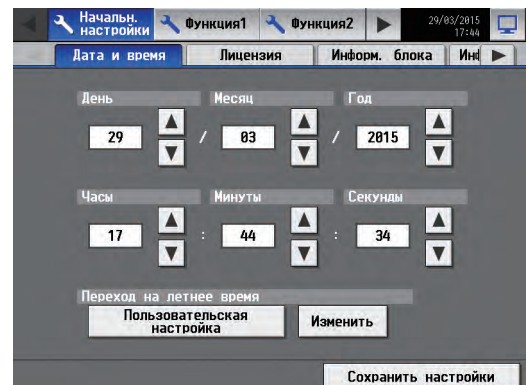 Начальн. настройки
Функция1
Функция2
29/03/2015
17:44
Дата и время
Лицензия
Информ. блока
День
Месяц
Год
29 / 03 / 2015
Часы
Минуты
Секунды
17 : 44 : 34
Переход на летнее время
Пользовательская
настройка
Изменить
Сохранить настройки